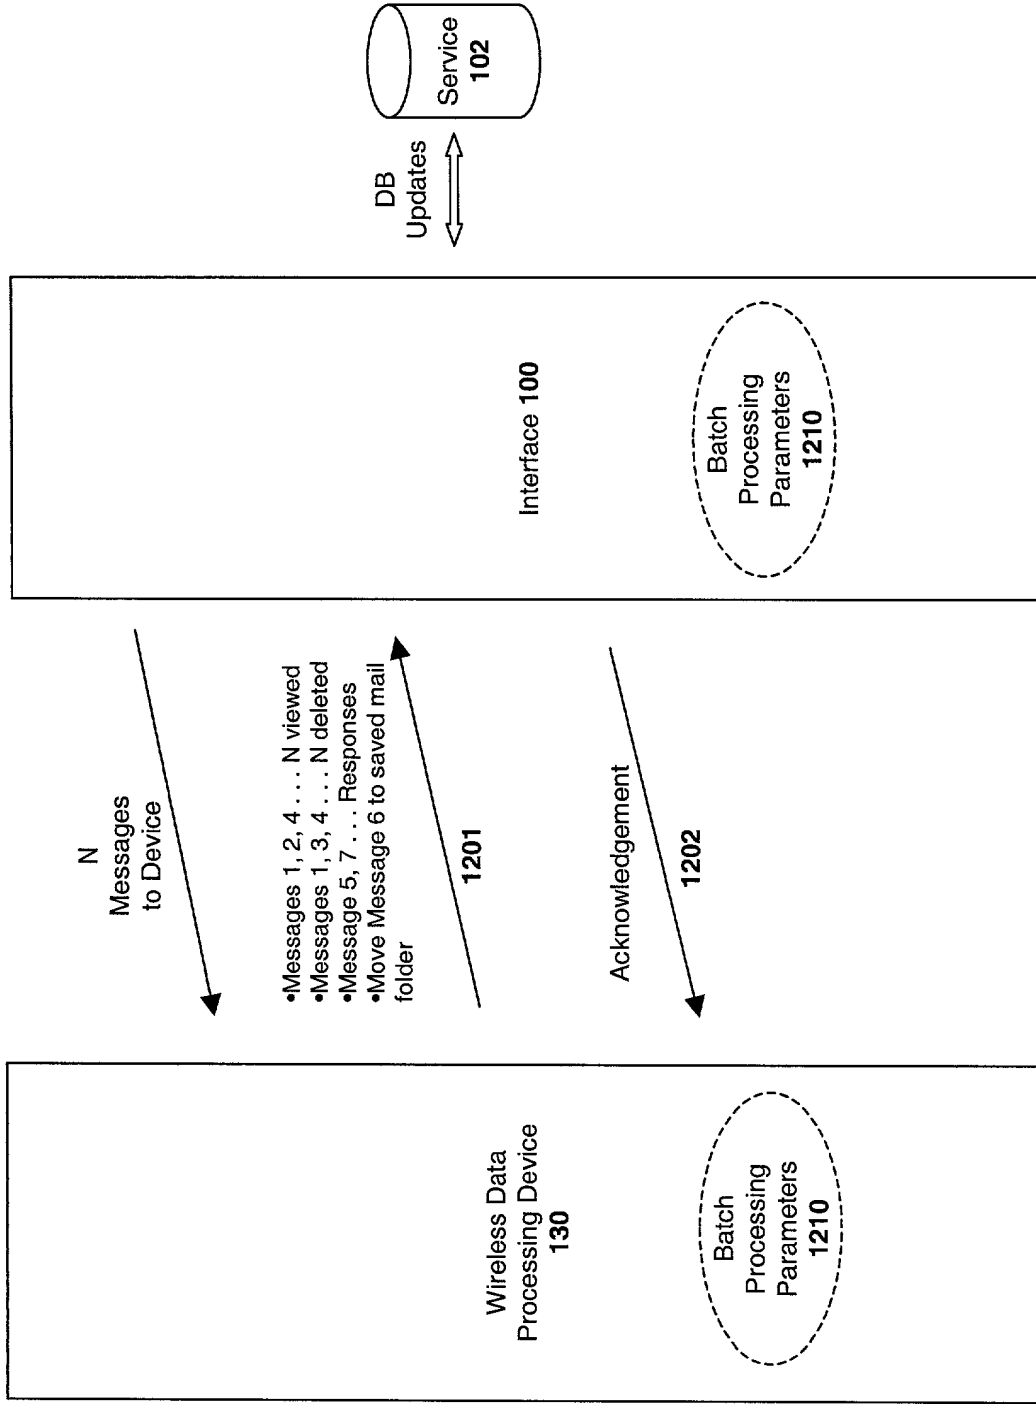 N
Messages
to Device
•Messages 1, 2, 4 . . . N viewed
•Messages 1, 3, 4 . . . N deleted
•Message 5, 7 . . . Responses
•Move Message 6 to saved mail
folder
1201
Acknowledgement
1202
Wireless Data
Processing Device
130
Batch
Processing
Parameters
1210
Interface 100
Batch
Processing
Parameters
1210
DB
Updates
Service
102